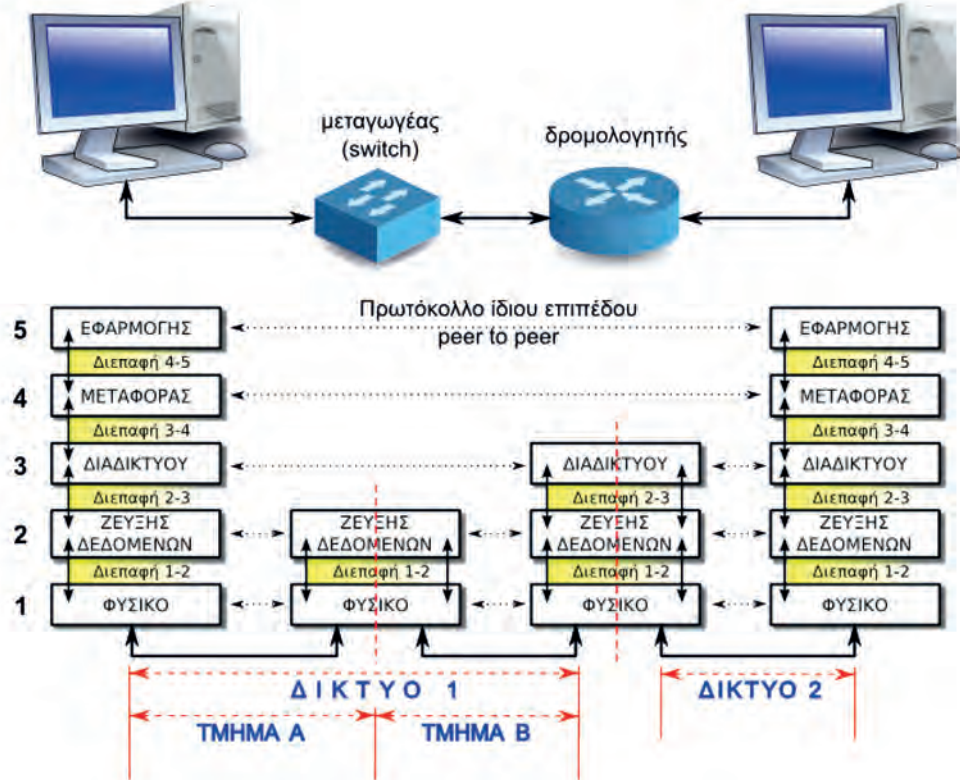 μεταγωγέας
(switch)
δρομολογητής
Πρωτόκολλο ίδιου επιπέδου
peer to peer
5 ΕΦΑΡΜΟΓΗΣ ΕΦΑΡΜΟΓΗΣ
Διεπαφή 4-5 Διεπαφή 4-5
4 ΜΕΤΑΦΟΡΑΣ ΜΕΤΑΦΟΡΑΣ
Διεπαφή 3-4 Διεπαφή 3-4
3 ΔΙΑΔΙΚΤΥΟΥ ΔΙΑΔΙΚΤΥΟΥ ΔΙΑΔΙΚΤΥΟΥ
Διεπαφή 2-3 Διεπαφή 2-3 Διεπαφή 2-3
2 ΖΕΥΞΗΣ ΖΕΥΞΗΣ ΖΕΥΞΗΣ ΖΕΥΞΗΣ
ΔΕΔΟΜΕΝΩΝ ΔΕΔΟΜΕΝΩΝ ΔΕΔΟΜΕΝΩΝ ΔΕΔΟΜΕΝΩΝ
Διεπαφή 1-2 Διεπαφή 1-2 Διεπαφή 1-2 Διεπαφή 1-2
1 ΦΥΣΙΚΟ ΦΥΣΙΚΟ ΦΥΣΙΚΟ ΦΥΣΙΚΟ
ΔΙΚΤΥΟ 1 ΔΙΚΤΥΟ 2
ΤΜΗΜΑ Α ΤΜΗΜΑ Β